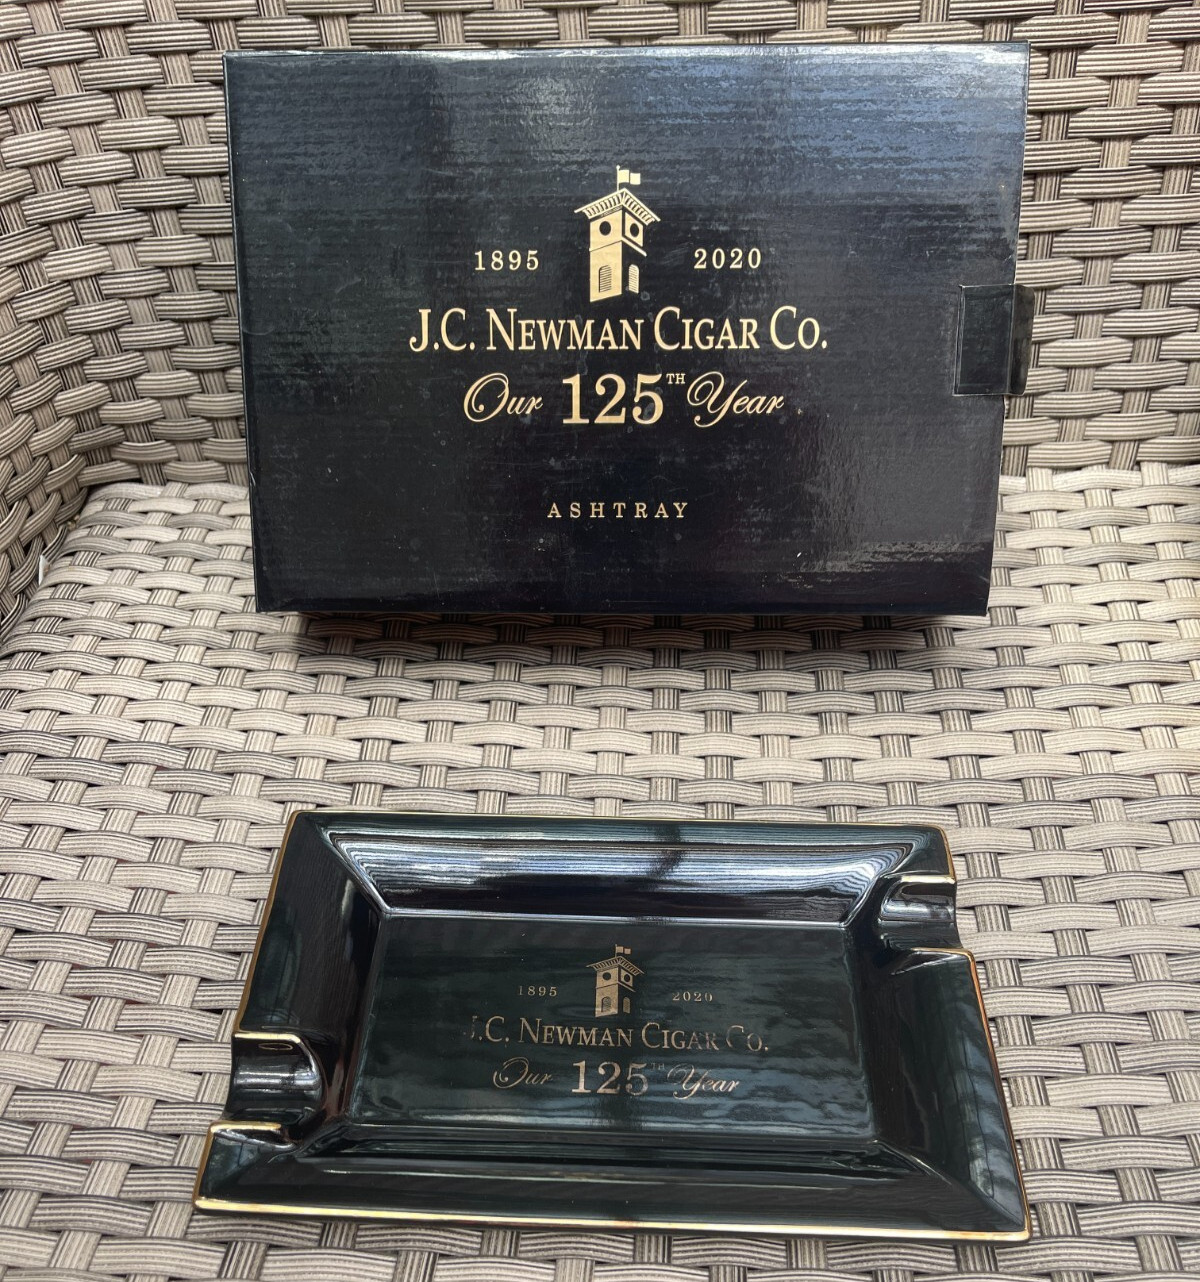 1895 2020
J.C. NEWMAN CIGAR CO.
Our 125TH Year
ASHTRAY
1895 2020
J.C. NEWMAN CIGAR CO.
Our 125TH Year